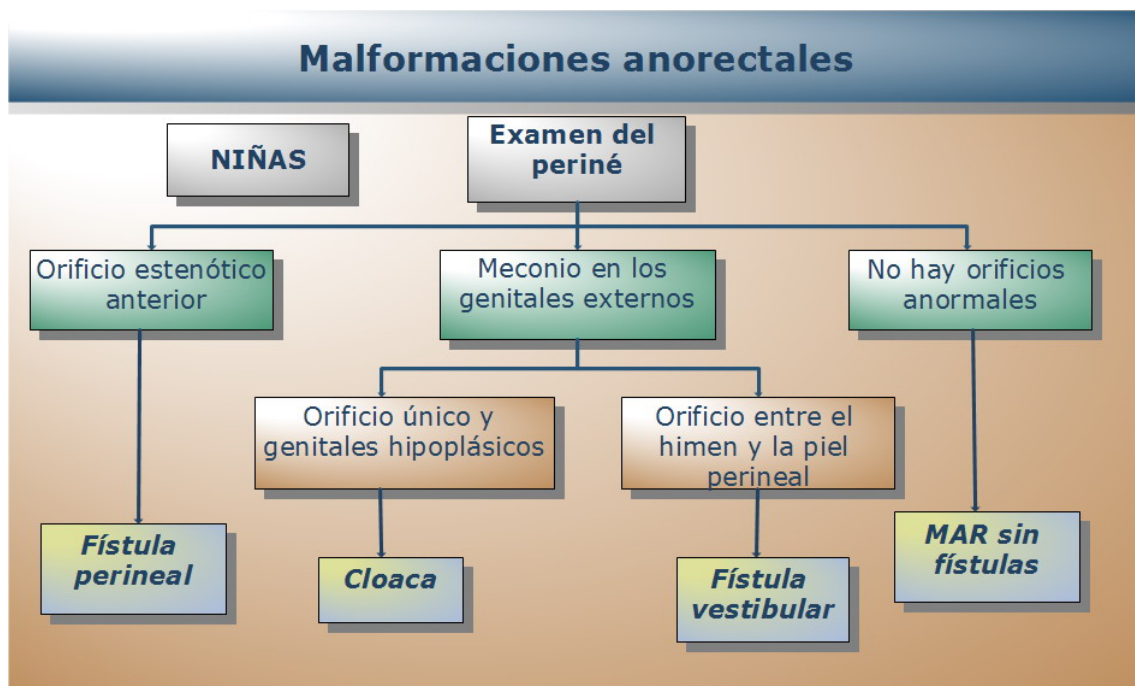 Malformaciones anorectales
NIÑAS
Examen del
periné
Orificio estenótico
anterior
Meconio en los
genitales externos
No hay orificios
anormales
Orificio único y
genitales hipoplásicos
Orificio entre el
himen y la piel
perineal
Fístula
perineal
Cloaca
Fístula
vestibular
MAR sin
fístulas